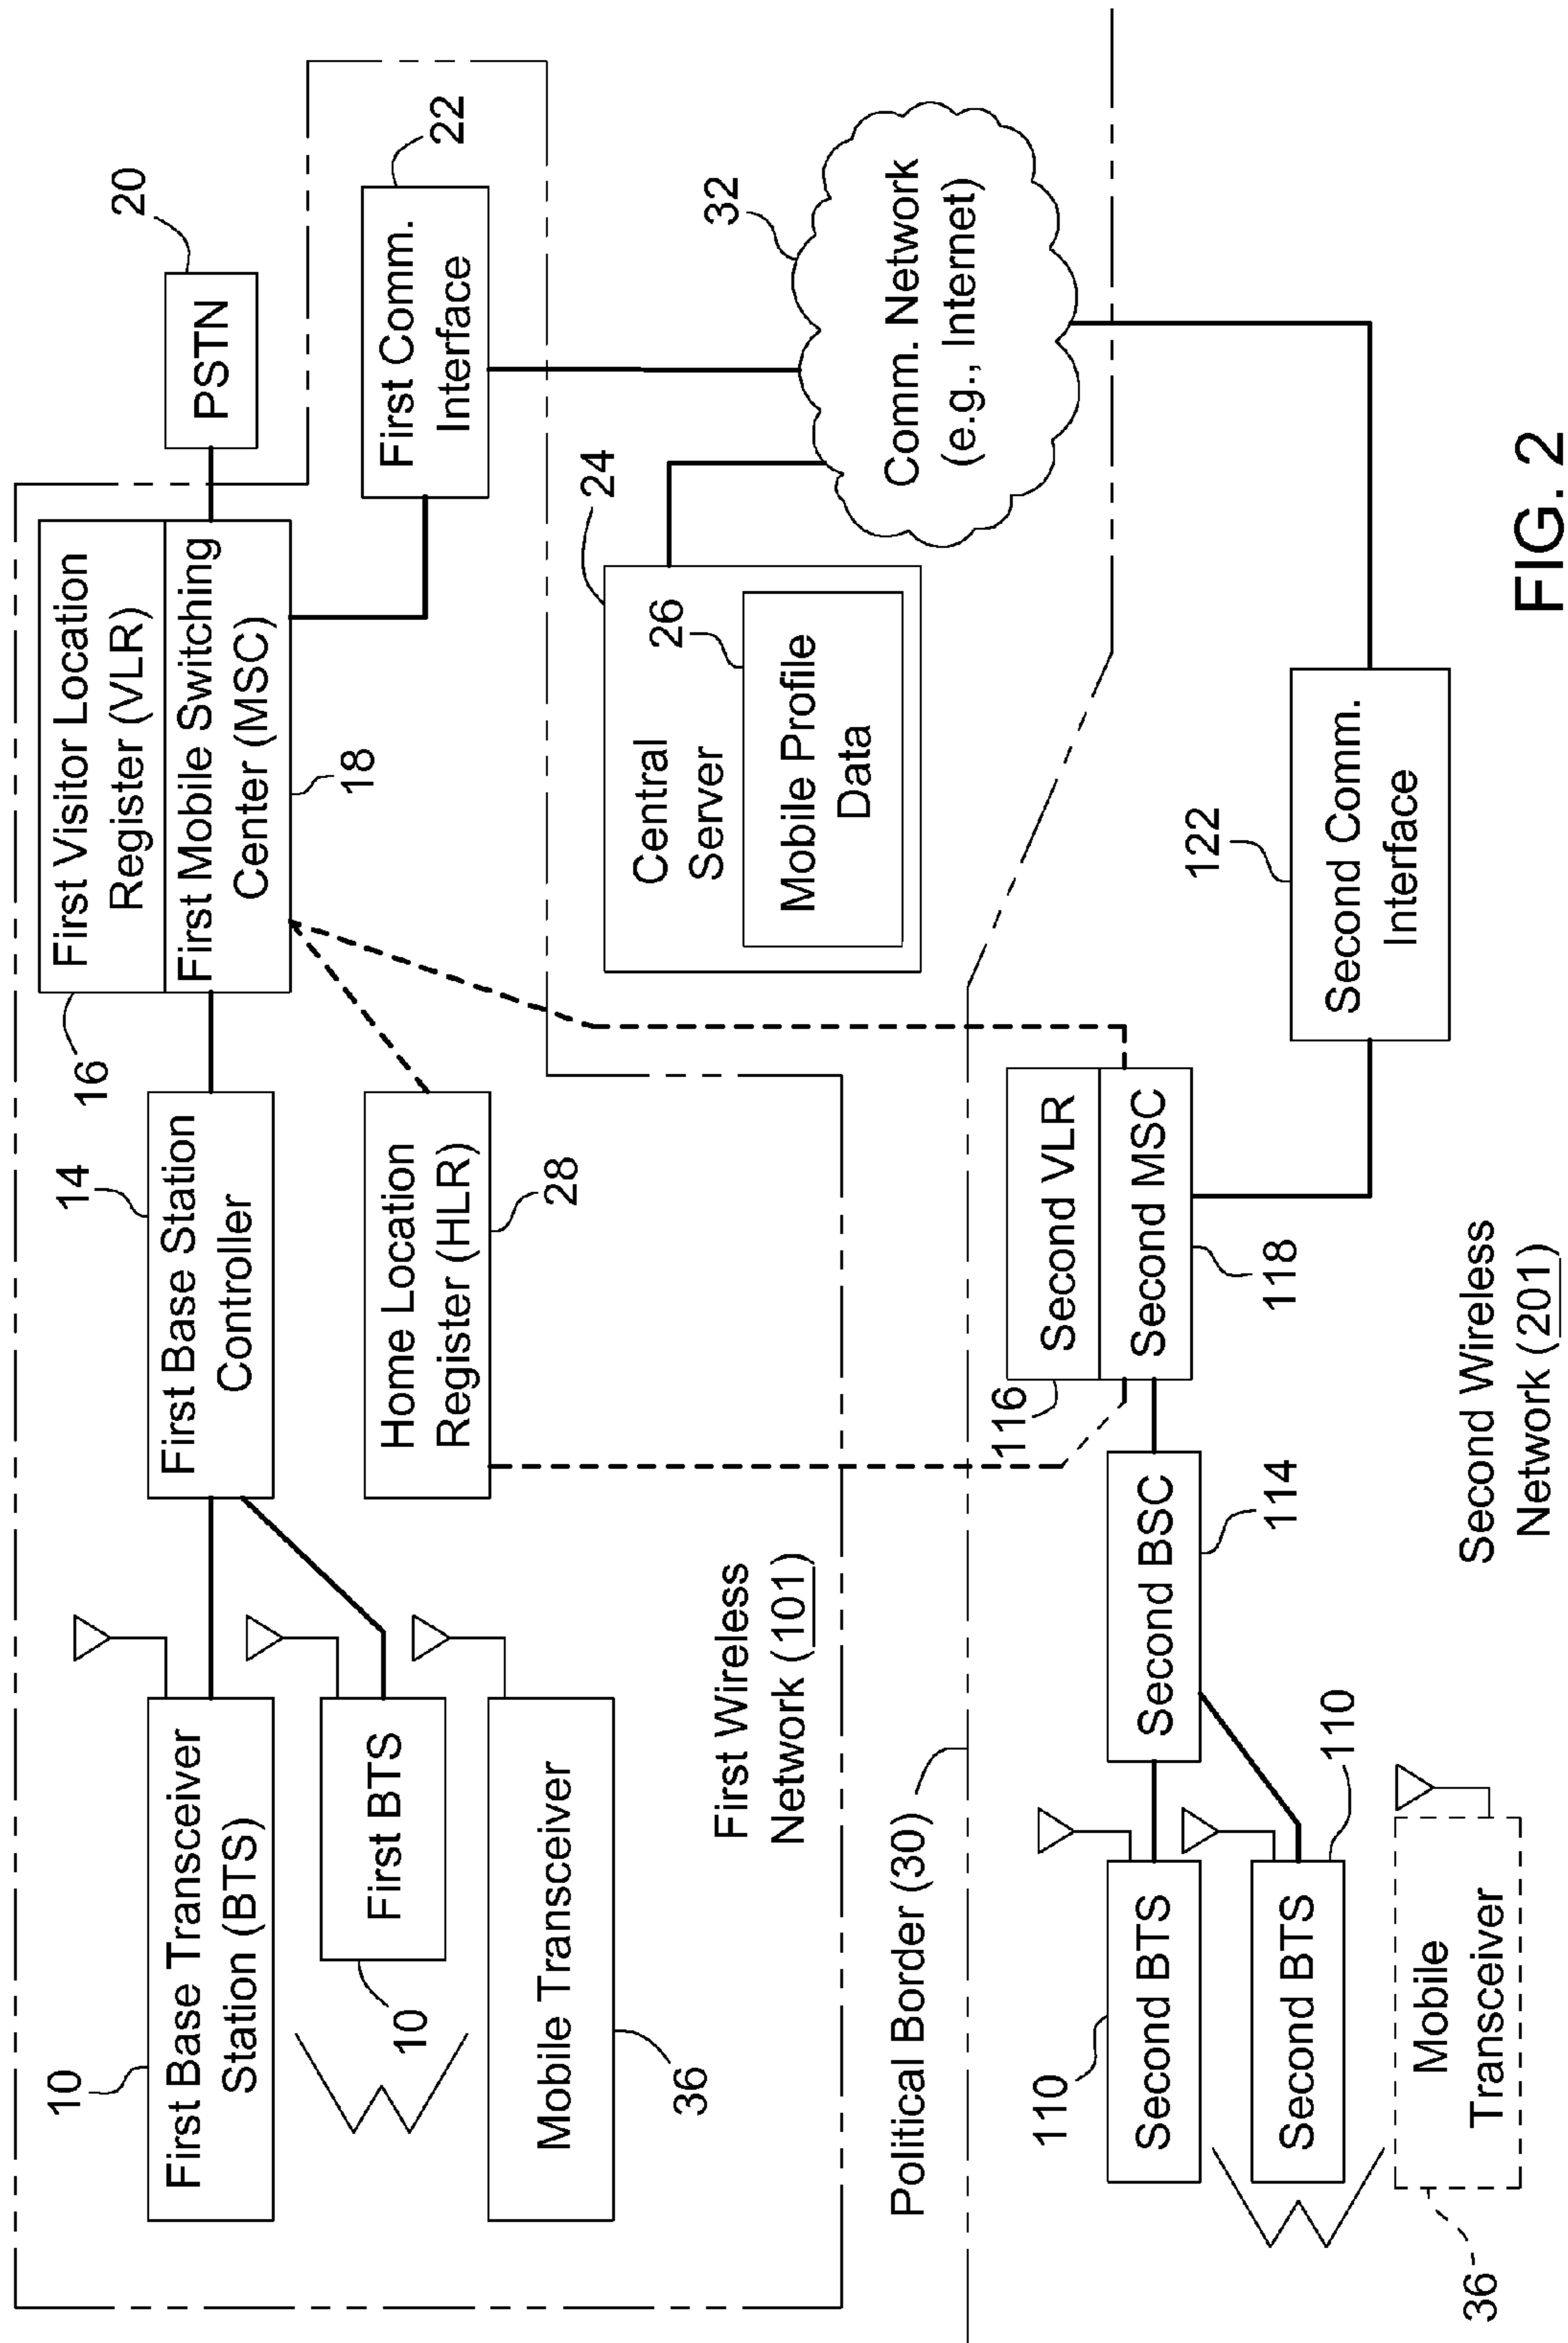 10
First Base Transceiver
Station (BTS)
First BTS
10
Mobile Transceiver
36
14
First Base Station
Controller
Home Location
Register (HLR)
28
16
First Visitor Location
Register (VLR)
First Mobile Switching
Center (MSC)
18
20
PSTN
22
First Comm.
Interface
24
Central
Server
26
Mobile Profile
Data
32
Comm. Network
(e.g., Internet)
First Wireless
Network (101)
Political Border (30)
110
Second BTS
Second BTS
110
Mobile
Transceiver
36
Second BSC
114
116
Second VLR
Second MSC
118
122
Second Comm.
Interface
Second Wireless
Network (201)
FIG. 2